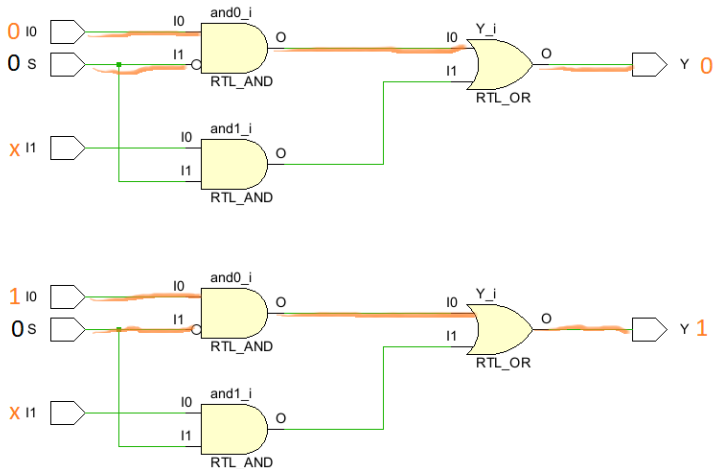 and0_i
0 I0 I0 O Y_i
0 S I1 I0 O Y 0
RTL_AND I1
RTL_OR
and1_i
x I1 I0 O
I1
RTL_AND
and0_i
1 I0 I0 O Y_i
0 S I1 I0 O Y 1
RTL_AND I1
RTL_OR
and1_i
x I1 I0 O
I1
RTL_AND